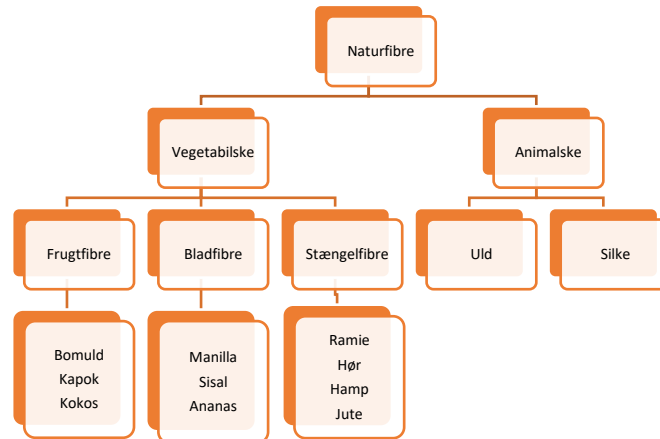 Naturfibre
Vegetabilske
Animalske
Frugtfibre
Bladfibre
Stængelfibre
Uld
Silke
Bomuld
Kapok
Kokos
Manilla
Sisal
Ananas
Ramie
Hør
Hamp
Jute